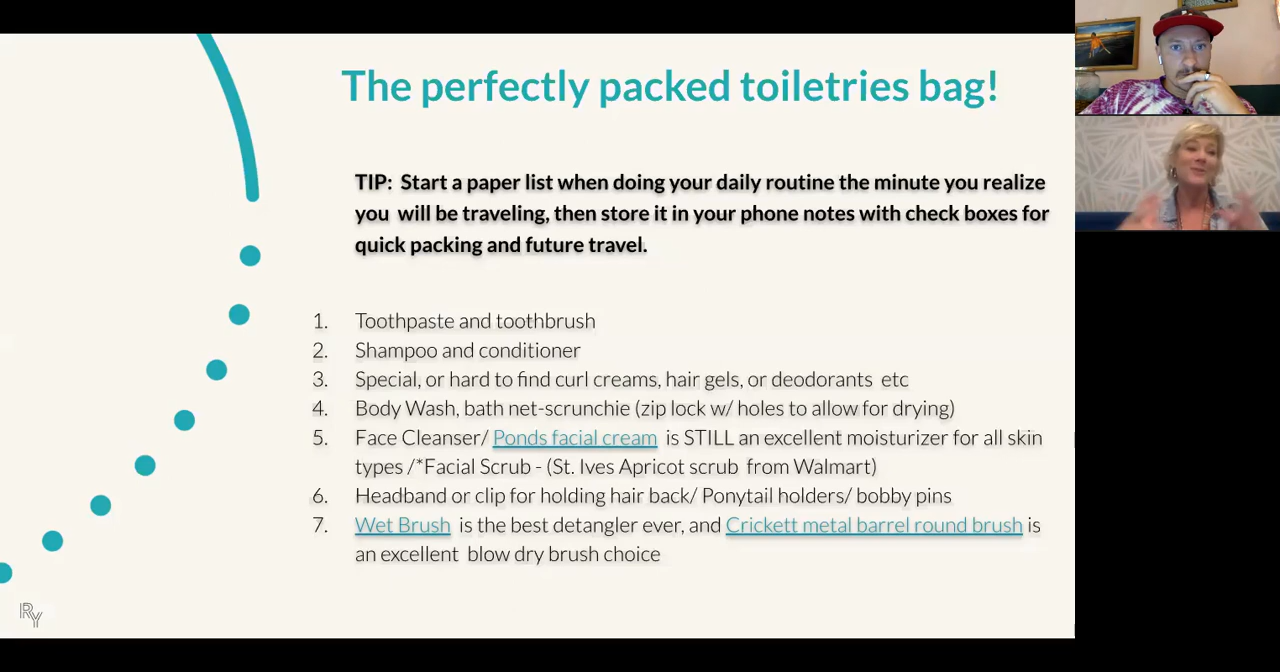 The perfectly packed toiletries bag!
TIP: Start a paper list when doing your daily routine the minute you realize
you will be traveling, then store it in your phone notes with check boxes for
quick packing and future travel.
1. Toothpaste and toothbrush
2. Shampoo and conditioner
3. Special, or hard to find curl creams, hair gels, or deodorants etc
4. Body Wash, bath net-scrunchie (zip lock w/ holes to allow for drying)
5. Face Cleanser/ Ponds facial cream is STILL an excellent moisturizer for all skin
types /*Facial Scrub - (St. Ives Apricot scrub from Walmart)
6. Headband or clip for holding hair back/ Ponytail holders/ bobby pins
7. Wet Brush is the best detangler ever, and Crickett metal barrel round brush is
an excellent blow dry brush choice
RY